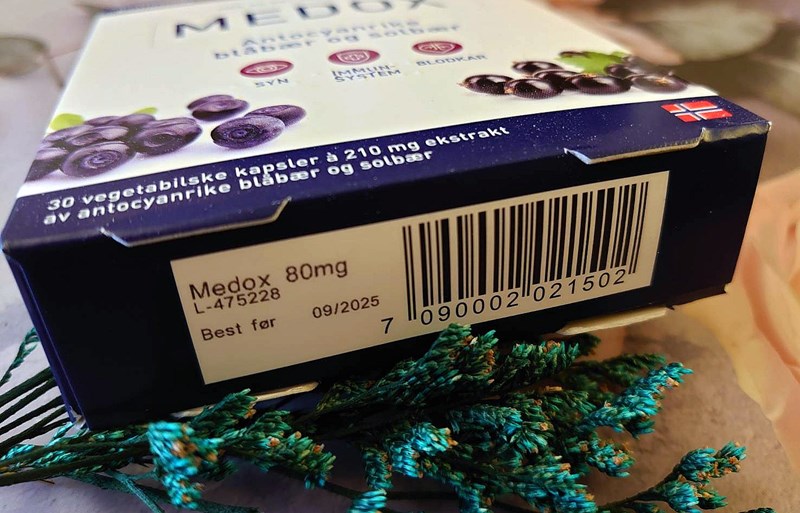 MEDOX
Antocyanrike
blåbær og solbær
SYN
IMMUN-
SYSTEM
BLODKAR
30 vegetabilske kapsler à 210 mg ekstrakt
av antocyanrike blåbær og solbær
Medox 80mg
L-475228
Best før 09/2025
7 090002 021502